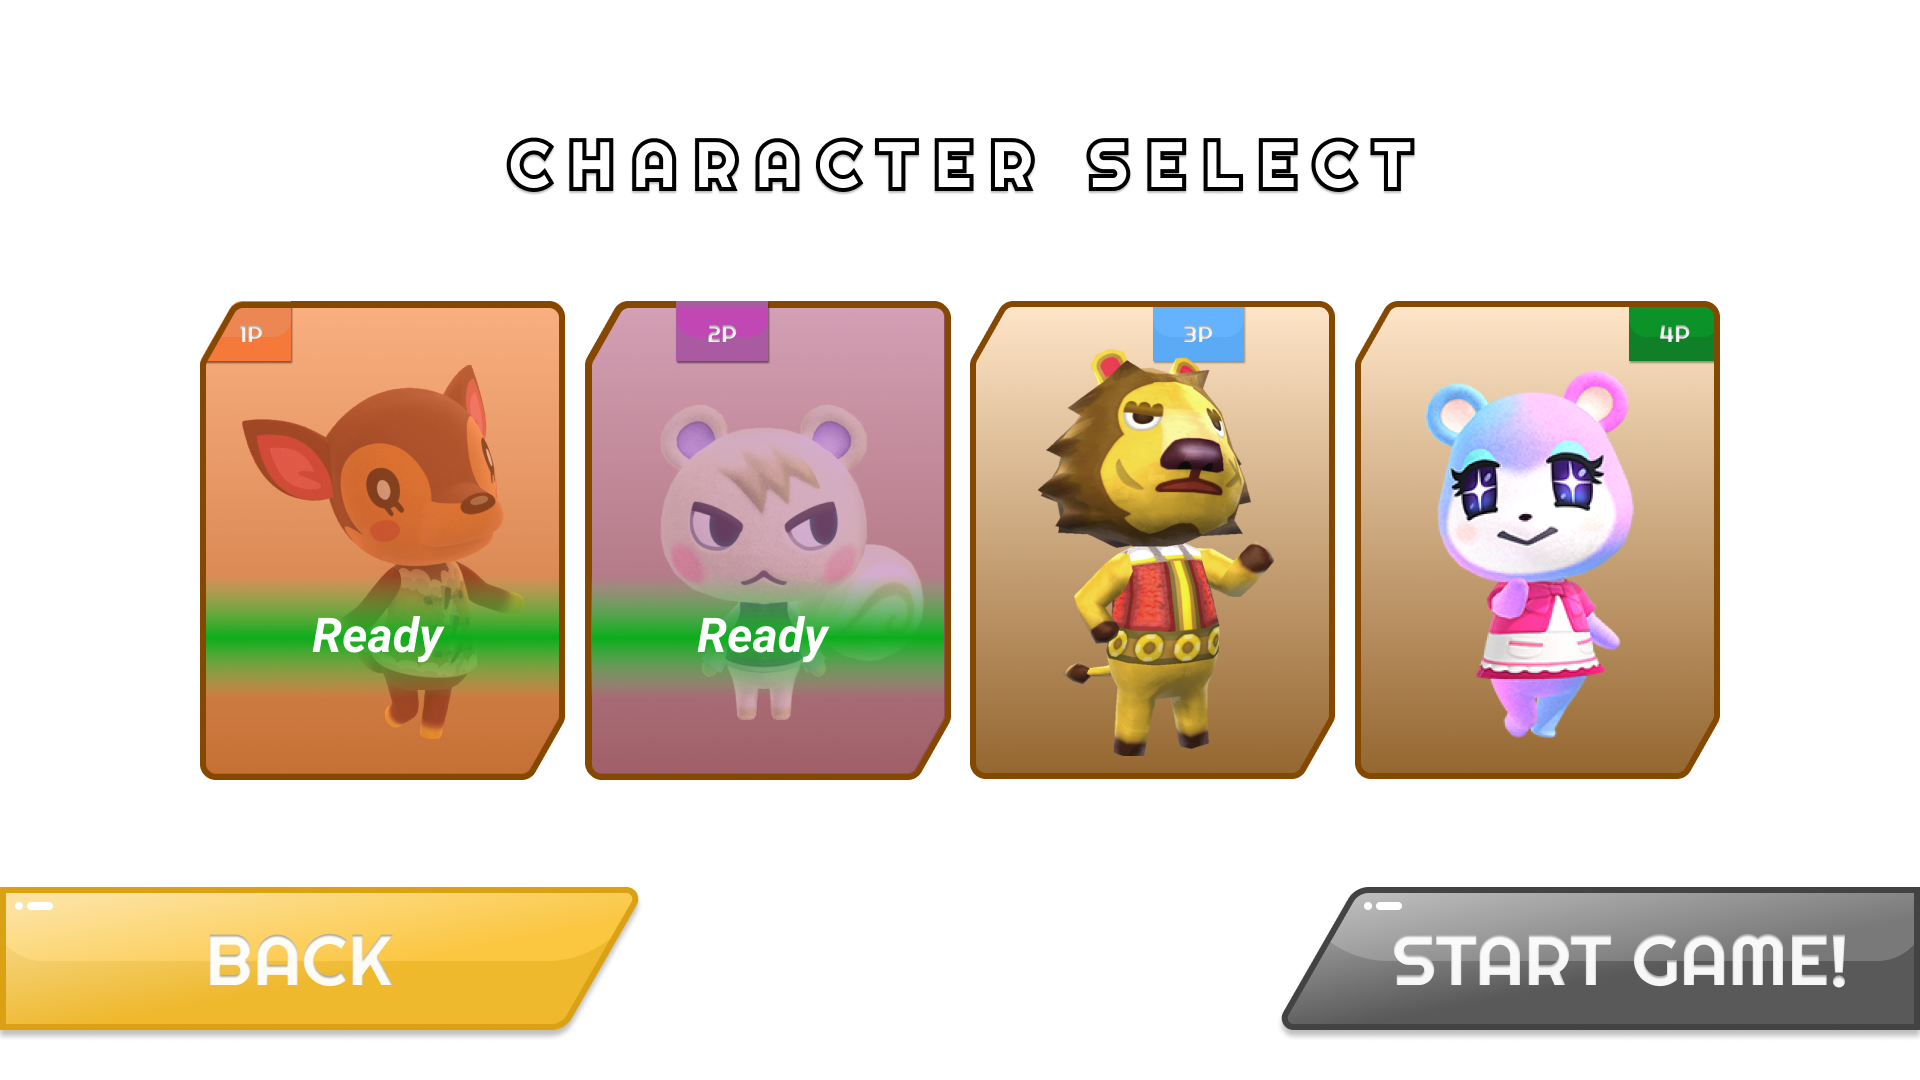 CHARACTER SELECT
1P
2P
3P
4P
Ready
Ready
BACK
START GAME!